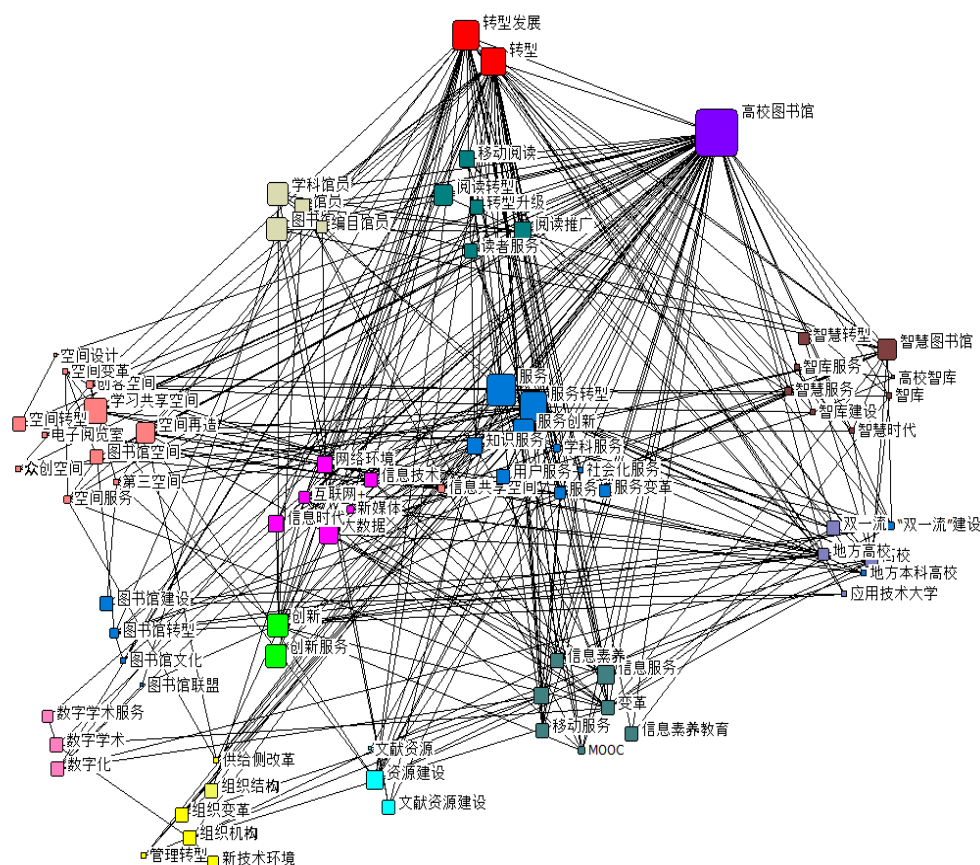 转型发展
转型
高校图书馆
移动阅读
阅读转型
转型升级
阅读推广
读者服务
学科馆员
馆员
图书馆员
编目馆员
智慧转型
智慧图书馆
智库服务
高校智库
智慧服务
智库
智库建设
智慧时代
空间设计
空间变革
创客空间
学习共享空间
空间转型
空间再造
电子阅览室
图书馆空间
众创空间
第三空间
空间服务
服务
服务转型
服务创新
知识服务
学科服务
用户服务
社会化服务
服务变革
网络环境
信息技术
信息共享空间
互联网+
新媒体
信息时代
大数据
双一流
“双一流”建设
地方高校
地方本科高校
应用技术大学
图书馆建设
图书馆转型
图书馆文化
图书馆联盟
创新
创新服务
信息素养
信息服务
变革
移动服务
信息素养教育
MOOC
数字学术服务
数字学术
数字化
文献资源
资源建设
文献资源建设
供给侧改革
组织结构
组织变革
组织机构
管理转型
新技术环境